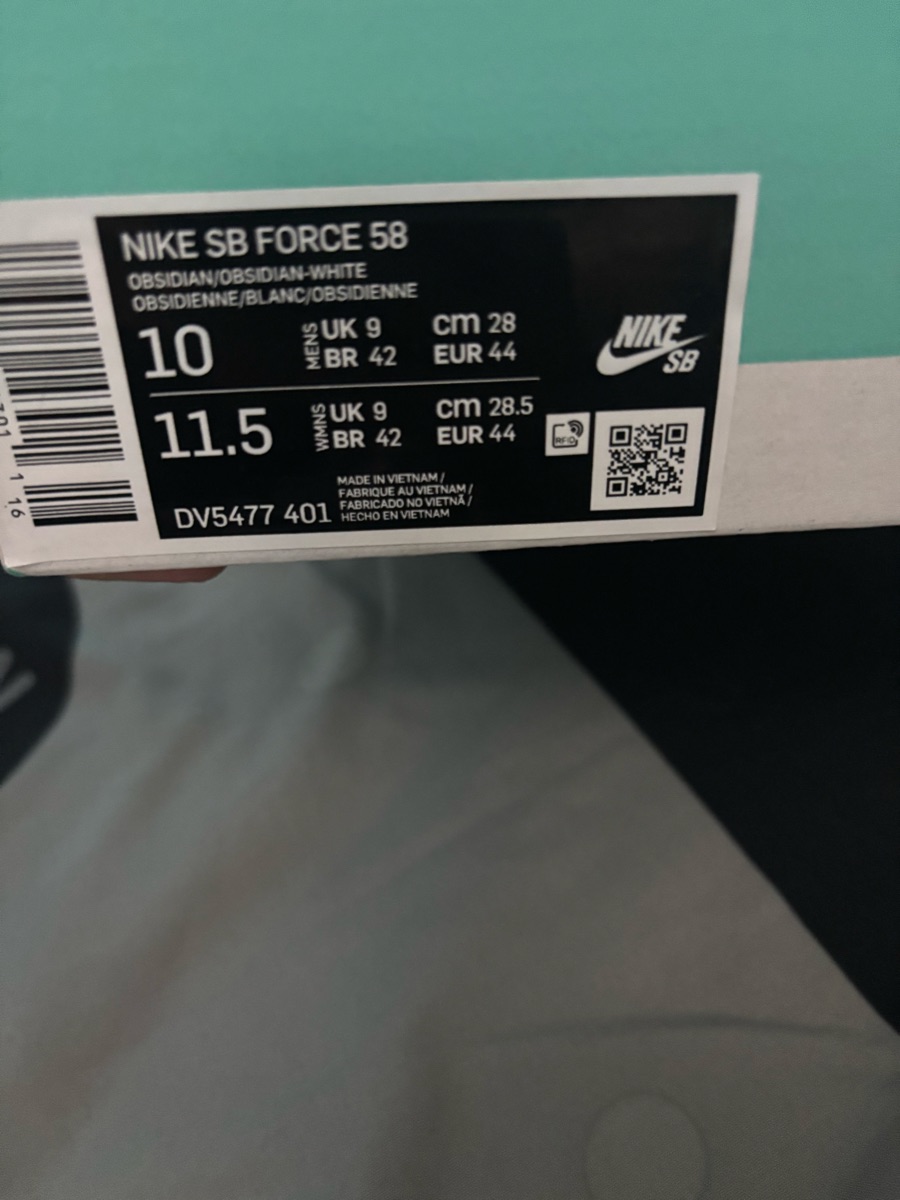 NIKE SB FORCE 58
OBSIDIAN/OBSIDIAN-WHITE
OBSIDIENNE/BLANC/OBSIDIENNE
10 MENS UK 9 cm 28
BR 42 EUR 44
11.5 WMNS UK 9 cm 28.5
BR 42 EUR 44
MADE IN VIETNAM /
FABRIQUE AU VIETNAM /
FABRICADO NO VIETNÃ /
HECHO EN VIETNAM
DV5477 401
NIKE
SB
RFID